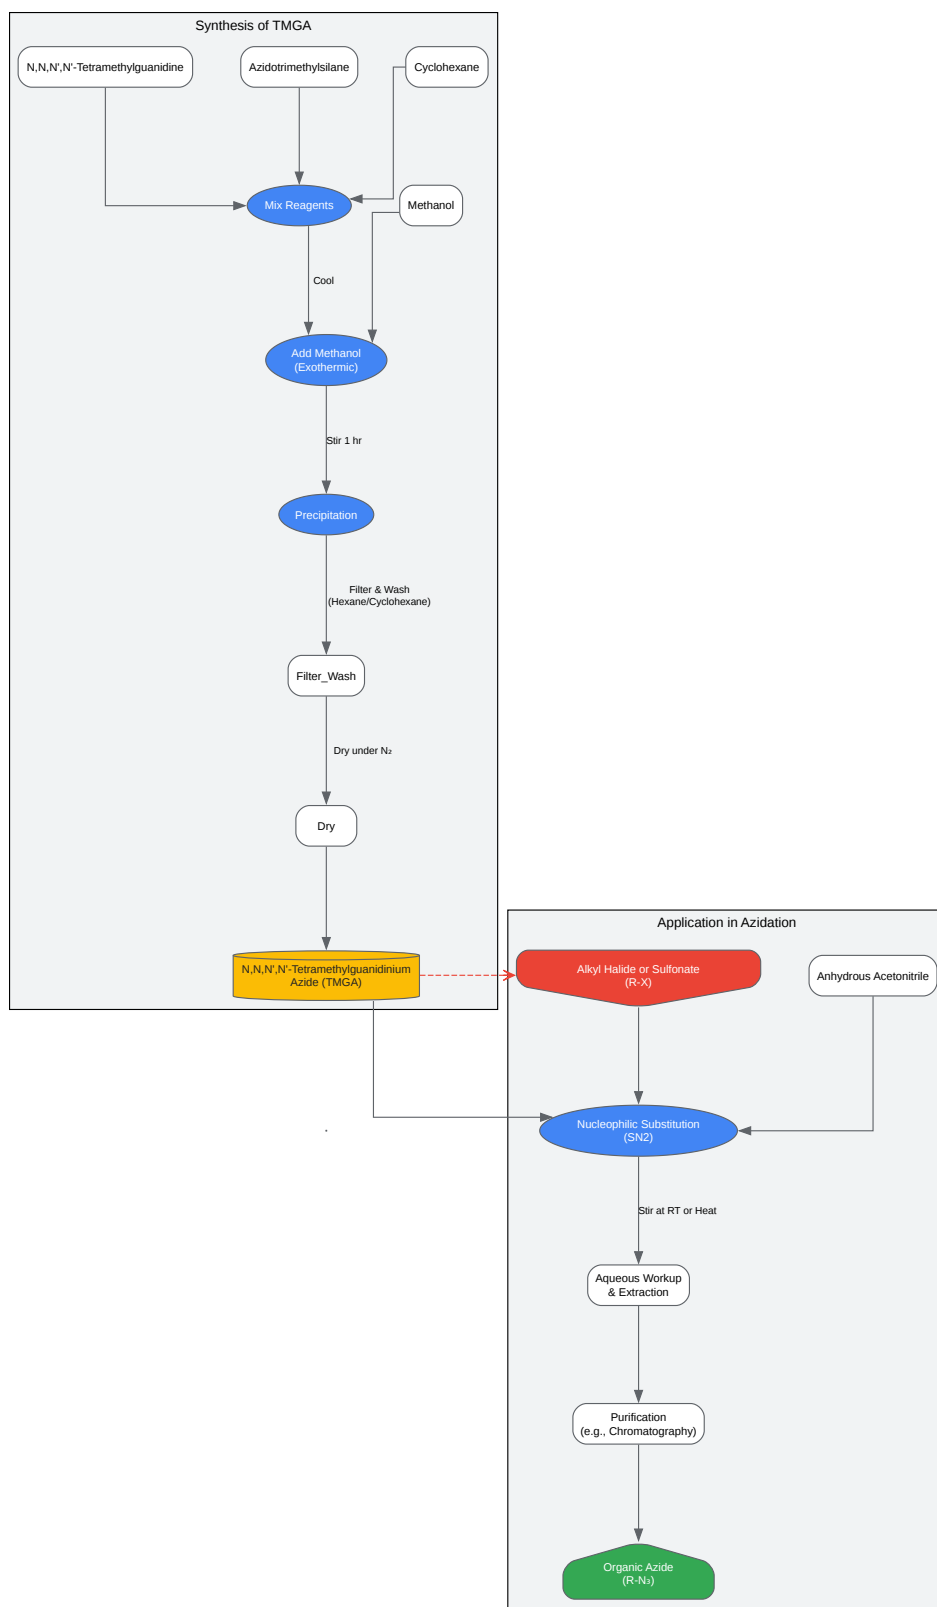 Synthesis of TMGA
N,N,N',N'-Tetramethylguanidine
Azidotrimethylsilane
Cyclohexane
Mix Reagents
Methanol
Cool
Add Methanol
(Exothermic)
Stir 1 hr
Precipitation
Filter & Wash
(Hexane/Cyclohexane)
Filter_Wash
Dry under N₂
Dry
N,N,N',N'-Tetramethylguanidinium
Azide (TMGA)
Application in Azidation
Alkyl Halide or Sulfonate
(R-X)
Anhydrous Acetonitrile
Nucleophilic Substitution
(SN2)
Stir at RT or Heat
Aqueous Workup
& Extraction
Purification
(e.g., Chromatography)
Organic Azide
(R-N₃)